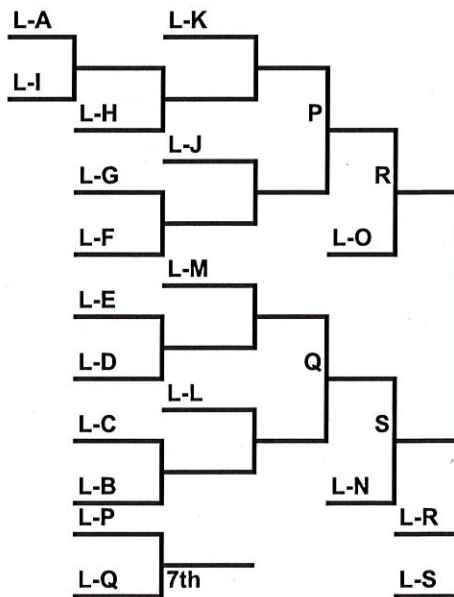 L-A
L-K
L-I
L-H
P
L-J
L-G
R
L-F
L-O
L-M
L-E
L-D
Q
L-L
L-C
S
L-B
L-N
L-P
L-R
L-Q
7th
L-S